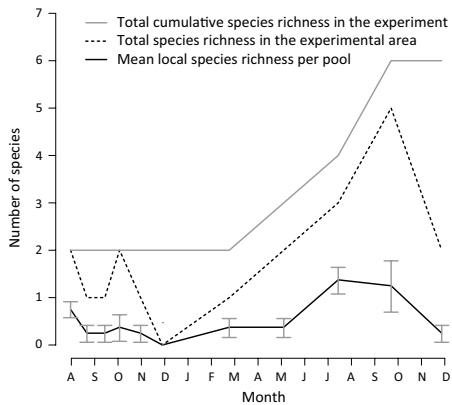 Total cumulative species richness in the experiment
Total species richness in the experimental area
Mean local species richness per pool
Number of species
7
6
5
4
3
2
1
0
A S O N D J F M A M J J A S O N D
Month